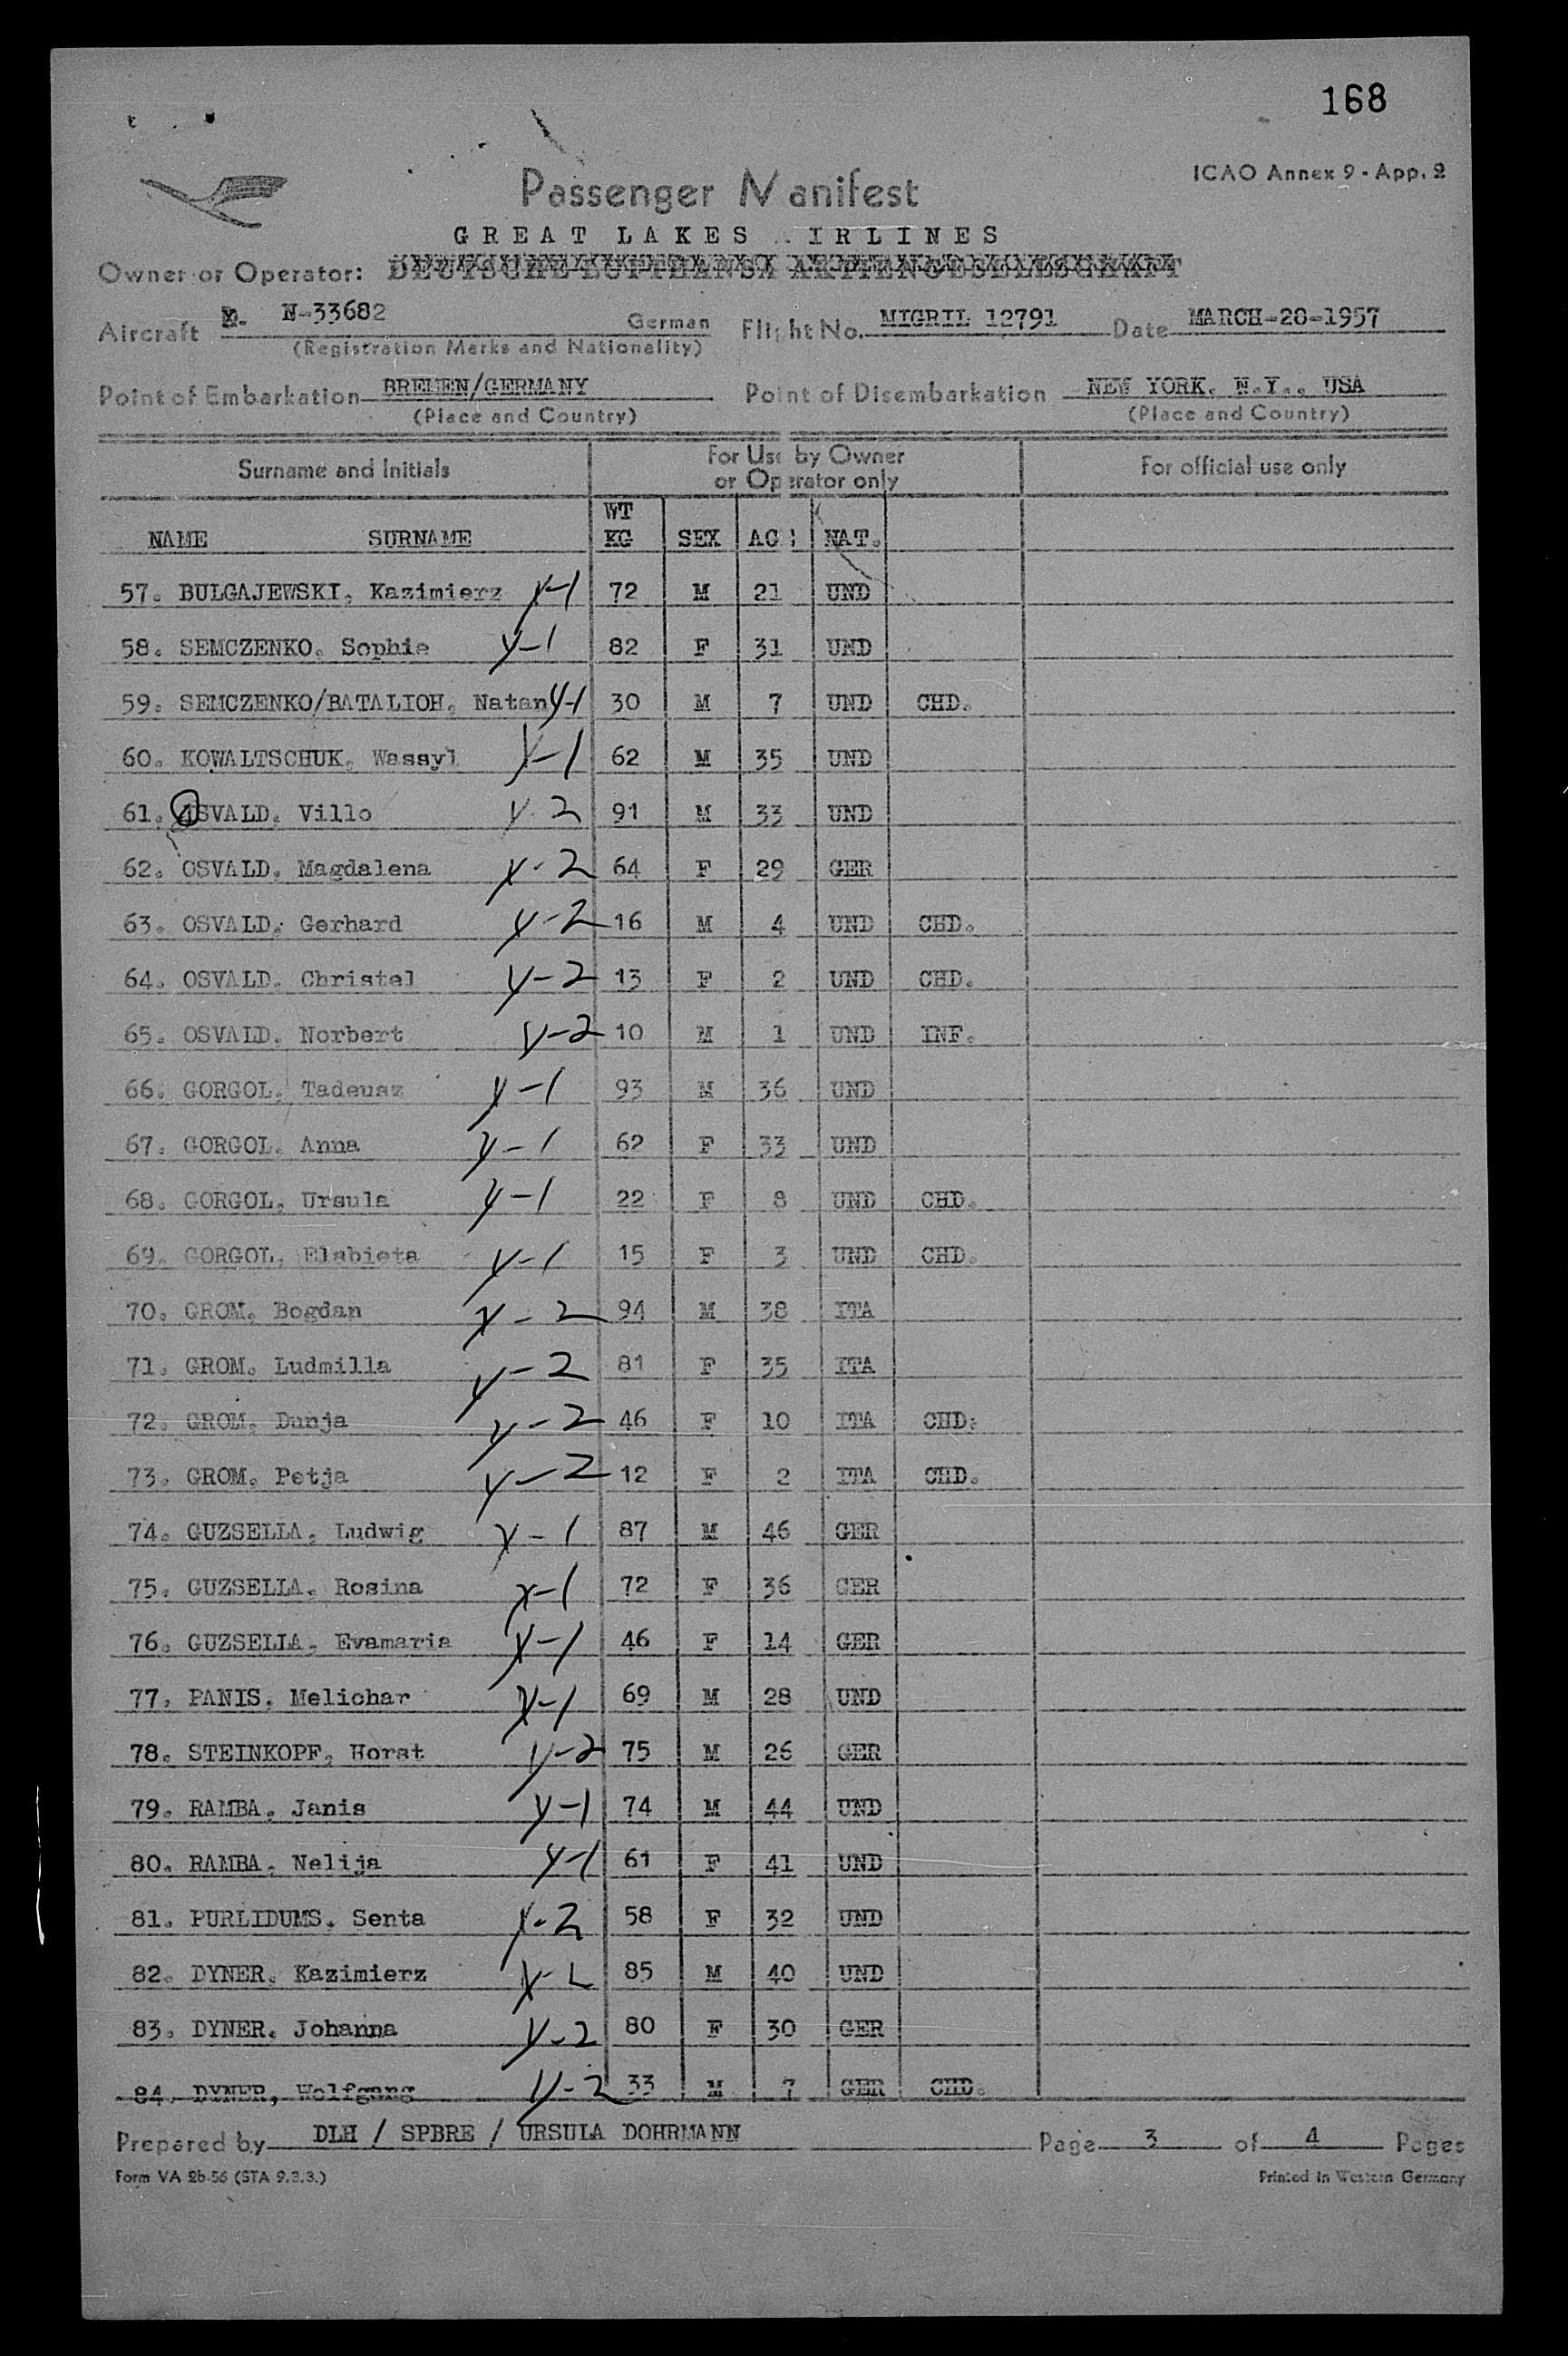 168
ICAO Annex 9 - App. 2
Passenger Manifest
GREAT LAKES AIRLINES
Owner or Operator: DEUTSCHE LUFTHANSA AKTIENGESELLSCHAFT
Aircraft D- N-33682 German Flight No. MIGRIL 12791 Date MARCH-28-1957
(Registration Marks and Nationality)
Point of Embarkation BREMEN/GERMANY Point of Disembarkation NEW YORK, N.Y., USA
(Place and Country) (Place and Country)
Surname and Initials For Use by Owner or Operator only For official use only
NAME SURNAME WT KG SEX AGE NAT.
57. BULGAJEWSKI, Kazimierz Y-1 72 M 21 UND
58. SEMCZENKO, Sophie Y-1 82 F 31 UND
59. SEMCZENKO/BATALIOH, Natan Y-1 30 M 7 UND CHD.
60. KOWALTSCHUK, Wassyl Y-1 62 M 35 UND
61. OSVALD, Villo Y-2 91 M 33 UND
62. OSVALD, Magdalena Y-2 64 F 29 GER
63. OSVALD, Gerhard Y-2 16 M 4 UND CHD.
64. OSVALD, Christel Y-2 13 F 2 UND CHD.
65. OSVALD, Norbert Y-2 10 M 1 UND INF.
66. GORGOL, Tadeusz Y-1 93 M 36 UND
67. GORGOL, Anna Y-1 62 F 33 UND
68. GORGOL, Ursula Y-1 22 F 8 UND CHD.
69. GORGOL, Elsbieta Y-1 15 F 3 UND CHD.
70. GROM, Bogdan Y-2 94 M 38 ITA
71. GROM, Ludmilla Y-2 81 F 35 ITA
72. GROM, Dunja Y-2 46 F 10 ITA CHD.
73. GROM, Petja Y-2 12 F 2 ITA CHD.
74. GUZSELLA, Ludwig Y-1 87 M 46 GER
75. GUZSELLA, Rosina Y-1 72 F 36 GER
76. GUZSELLA, Evamaria Y-1 46 F 14 GER
77. PANIS, Melichar Y-1 69 M 28 UND
78. STEINKOPF, Horst Y-2 75 M 26 GER
79. RAMBA, Janis Y-1 74 M 44 UND
80. RAMBA, Nelija Y-1 61 F 41 UND
81. PURLIDUMS, Senta Y-2 58 F 32 UND
82. DYNER, Kazimierz Y-2 85 M 40 UND
83. DYNER, Johanna Y-2 80 F 30 GER
84. DYNER, Wolfgang Y-2 33 M 7 GER CHD.
Prepared by DLH / SPBRE / URSULA DOHRMANN Page 3 of 4 Pages
Form VA 2b-56 (STA 9.3.3.) Printed in Western Germany